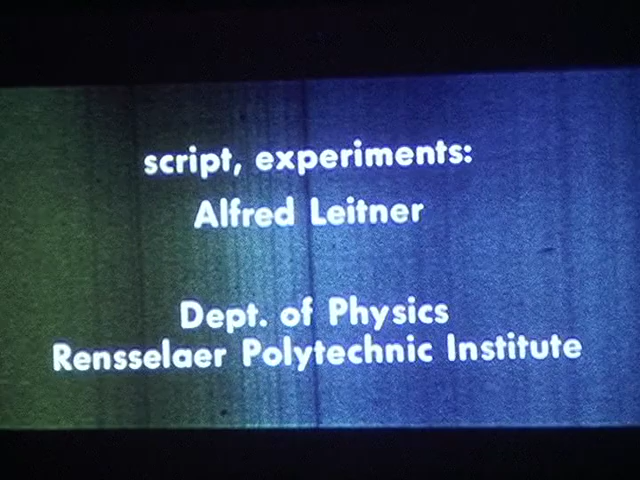 script, experiments:
Alfred Leitner
Dept. of Physics
Rensselaer Polytechnic Institute